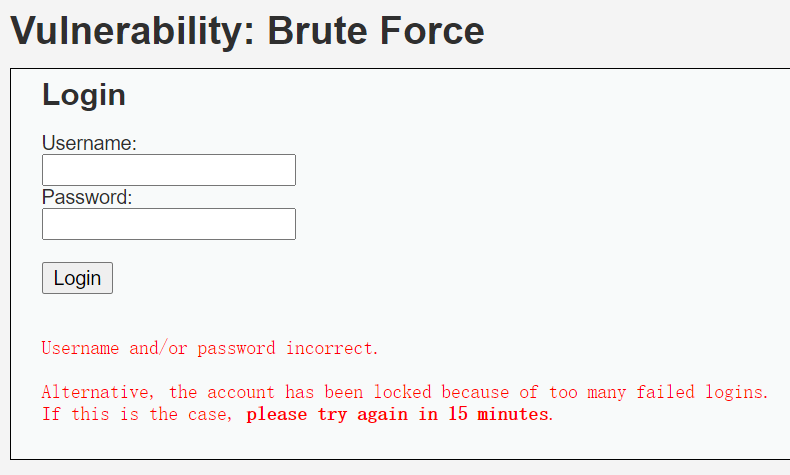 Vulnerability: Brute Force
Login
Username:
Password:
Login
Username and/or password incorrect.
Alternative, the account has been locked because of too many failed logins.
If this is the case, please try again in 15 minutes.